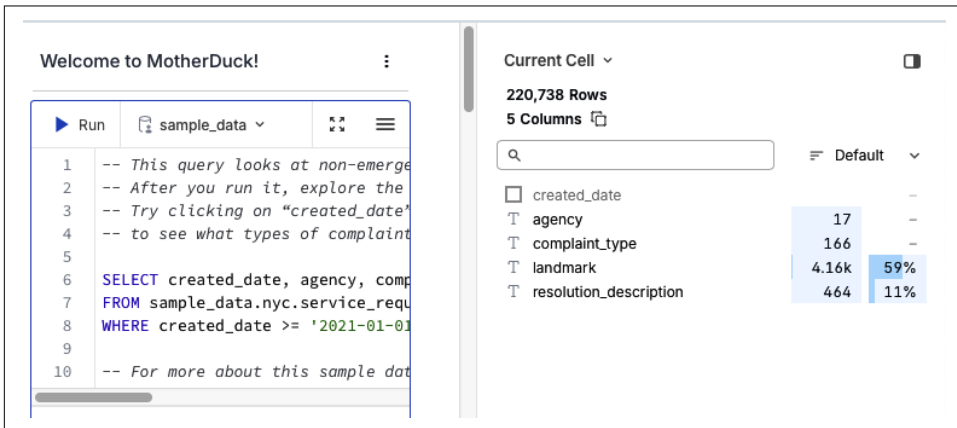 Welcome to MotherDuck!
Run sample_data
1 -- This query looks at non-emerge
2 -- After you run it, explore the
3 -- Try clicking on “created_date”
4 -- to see what types of complaint
5
6 SELECT created_date, agency, comp
7 FROM sample_data.nyc.service_requ
8 WHERE created_date >= '2021-01-01
9
10 -- For more about this sample dat
Current Cell
220,738 Rows
5 Columns
Default
created_date –
T agency 17 –
T complaint_type 166 –
T landmark 4.16k 59%
T resolution_description 464 11%